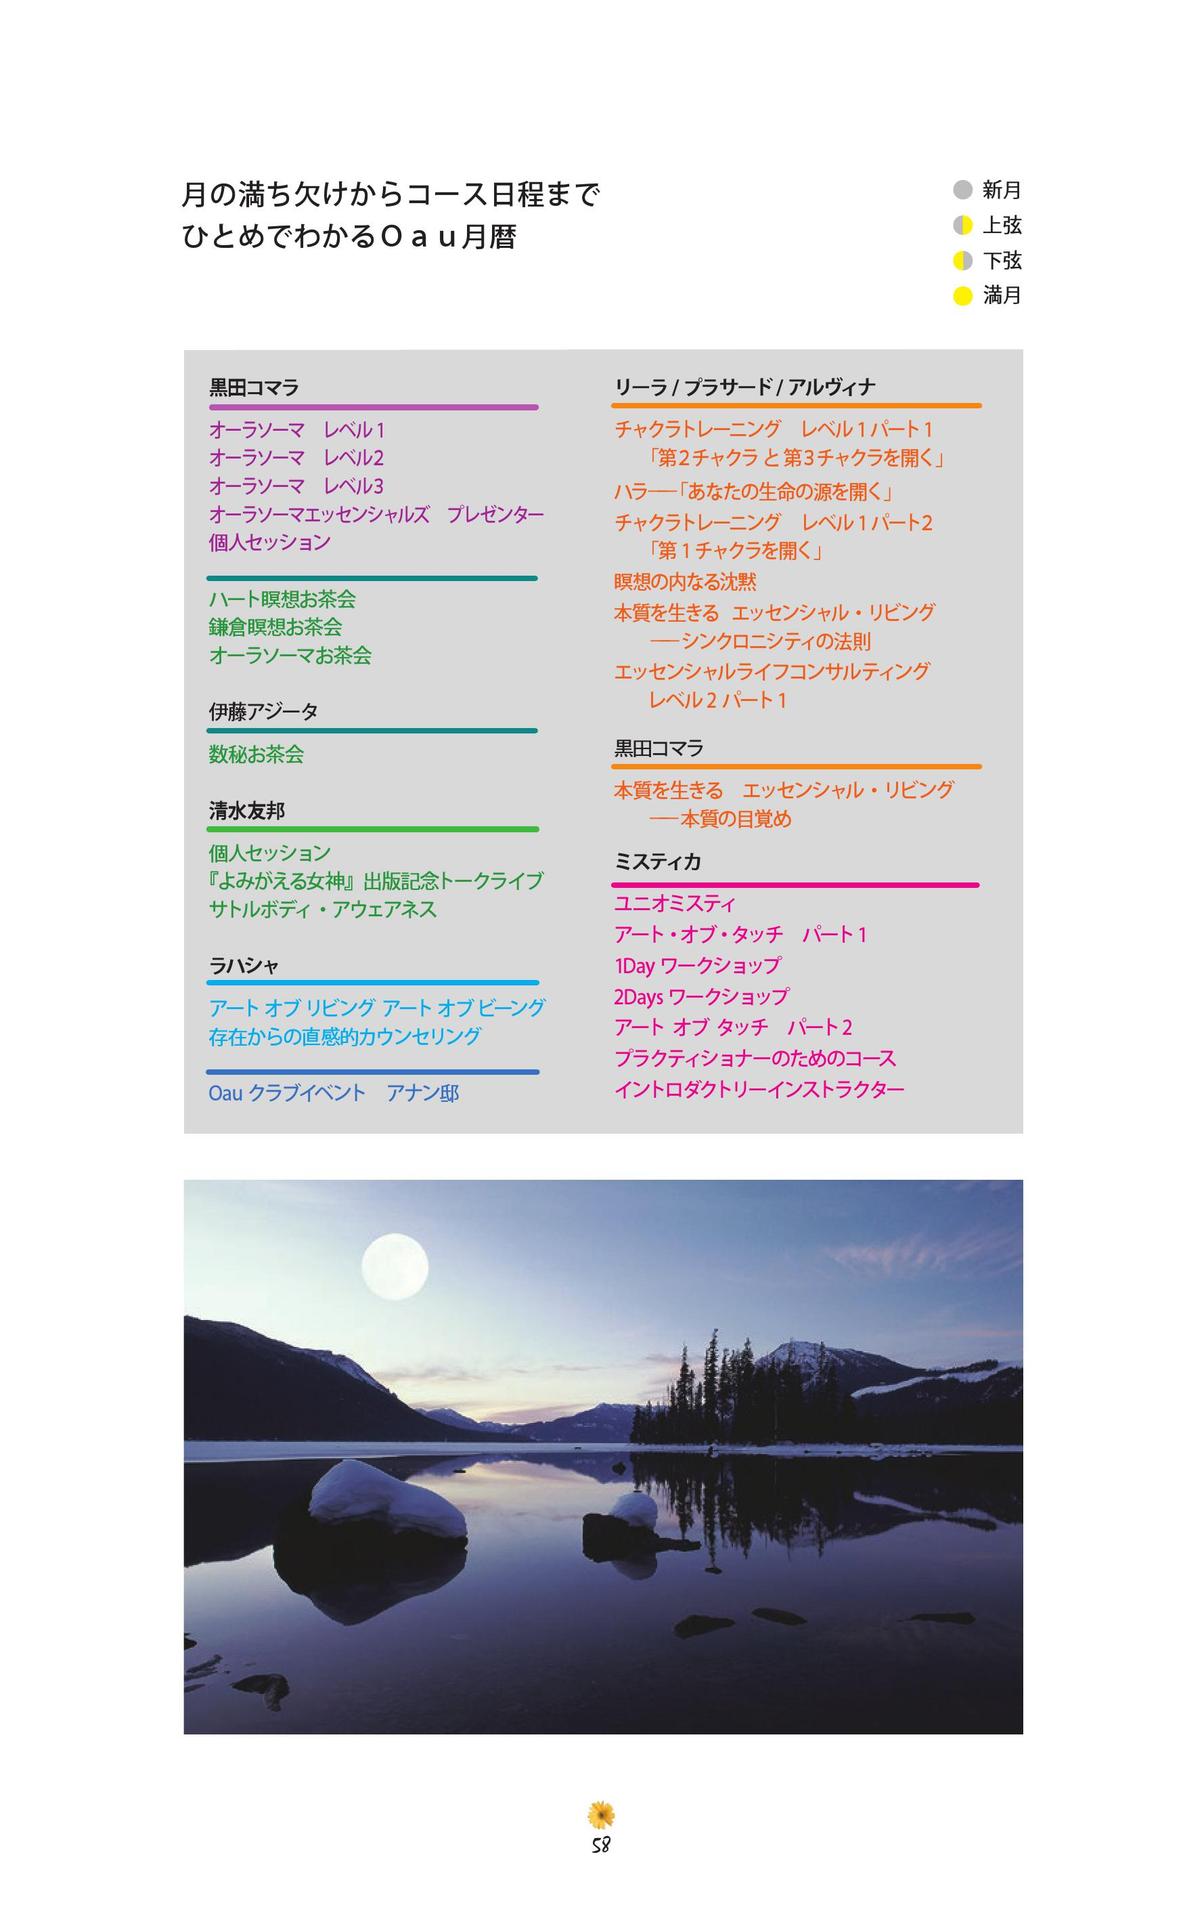 月の満ち欠けからコース日程まで
ひとめでわかるＯａｕ月暦
新月
上弦
下弦
満月
黒田コマラ
オーラソーマ　レベル1
オーラソーマ　レベル2
オーラソーマ　レベル3
オーラソーマエッセンシャルズ　プレゼンター
個人セッション
ハート瞑想お茶会
鎌倉瞑想お茶会
オーラソーマお茶会
伊藤アジータ
数秘お茶会
清水友邦
個人セッション
『よみがえる女神』出版記念トークライブ
サトルボディ・アウェアネス
ラハシャ
アート オブ リビング アート オブ ビーング
存在からの直感的カウンセリング
Oau クラブイベント　アナン邸
リーラ / プラサード / アルヴィナ
チャクラトレーニング　レベル1パート1
「第2チャクラ と 第3チャクラを開く」
ハラ──「あなたの生命の源を開く」
チャクラトレーニング　レベル1パート2
「第1チャクラを開く」
瞑想の内なる沈黙
本質を生きる エッセンシャル・リビング
──シンクロニシティの法則
エッセンシャルライフコンサルティング
レベル2 パート1
黒田コマラ
本質を生きる　エッセンシャル・リビング
──本質の目覚め
ミスティカ
ユニオミスティ
アート・オブ・タッチ　パート1
1Day ワークショップ
2Days ワークショップ
アート オブ タッチ　パート2
プラクティショナーのためのコース
イントロダクトリーインストラクター
58